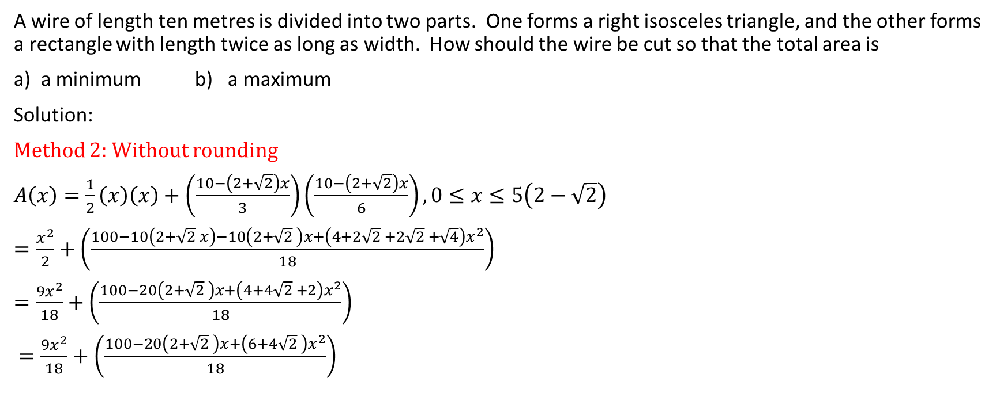 A wire of length ten metres is divided into two parts.  One forms a right isosceles triangle, and the other forms
a rectangle with length twice as long as width.  How should the wire be cut so that the total area is
a)  a minimum          b)   a maximum
Solution:
Method 2: Without rounding
A(x) = \frac{1}{2}(x)(x) + \left(\frac{10-(2+\sqrt{2})x}{3}\right)\left(\frac{10-(2+\sqrt{2})x}{6}\right), 0 ≤ x ≤ 5(2 − \sqrt{2})
= \frac{x^2}{2} + \left(\frac{100-10(2+\sqrt{2}\,x)-10(2+\sqrt{2}\,)x+(4+2\sqrt{2}+2\sqrt{2}+\sqrt{4})x^2}{18}\right)
= \frac{9x^2}{18} + \left(\frac{100-20(2+\sqrt{2}\,)x+(4+4\sqrt{2}+2)x^2}{18}\right)
= \frac{9x^2}{18} + \left(\frac{100-20(2+\sqrt{2}\,)x+(6+4\sqrt{2}\,)x^2}{18}\right)